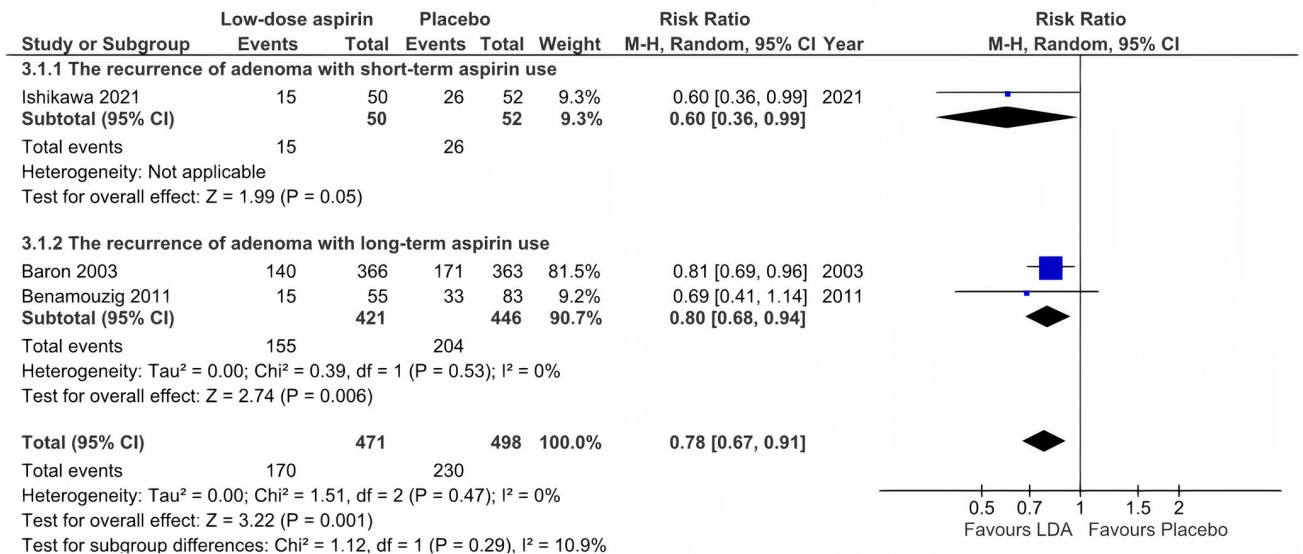 Low-dose aspirin Placebo Risk Ratio Risk Ratio
Study or Subgroup Events Total Events Total Weight M-H, Random, 95% CI Year M-H, Random, 95% CI
3.1.1 The recurrence of adenoma with short-term aspirin use
Ishikawa 2021 15 50 26 52 9.3% 0.60 [0.36, 0.99] 2021
Subtotal (95% CI) 50 52 9.3% 0.60 [0.36, 0.99]
Total events 15 26
Heterogeneity: Not applicable
Test for overall effect: Z = 1.99 (P = 0.05)
3.1.2 The recurrence of adenoma with long-term aspirin use
Baron 2003 140 366 171 363 81.5% 0.81 [0.69, 0.96] 2003
Benamouzig 2011 15 55 33 83 9.2% 0.69 [0.41, 1.14] 2011
Subtotal (95% CI) 421 446 90.7% 0.80 [0.68, 0.94]
Total events 155 204
Heterogeneity: Tau² = 0.00; Chi² = 0.39, df = 1 (P = 0.53); I² = 0%
Test for overall effect: Z = 2.74 (P = 0.006)
Total (95% CI) 471 498 100.0% 0.78 [0.67, 0.91]
Total events 170 230
Heterogeneity: Tau² = 0.00; Chi² = 1.51, df = 2 (P = 0.47); I² = 0%
Test for overall effect: Z = 3.22 (P = 0.001)
Test for subgroup differences: Chi² = 1.12, df = 1 (P = 0.29), I² = 10.9%
0.5 0.7 1 1.5 2
Favours LDA Favours Placebo